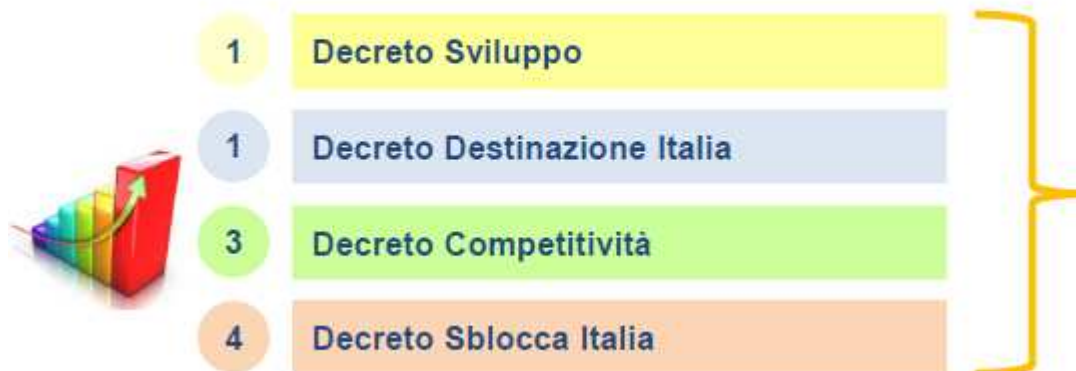 1 Decreto Sviluppo
1 Decreto Destinazione Italia
3 Decreto Competitività
4 Decreto Sblocca Italia